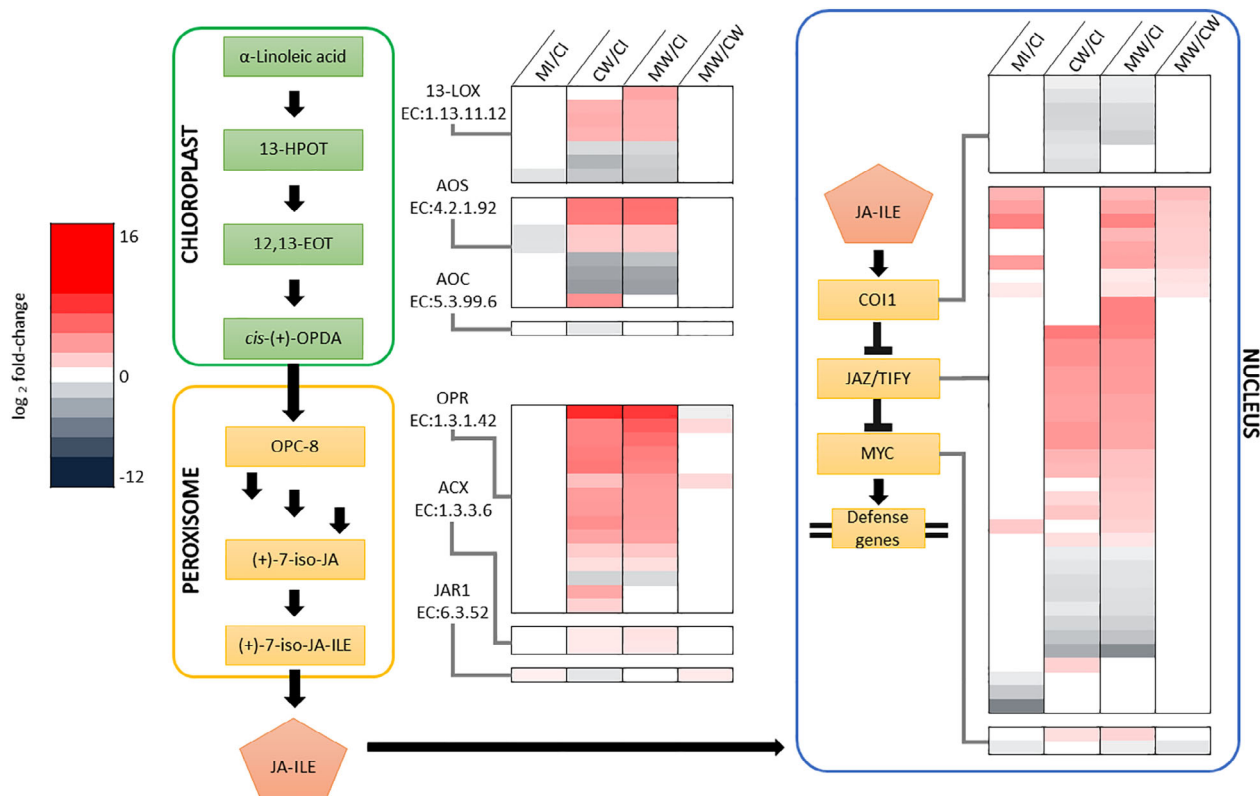 CHLOROPLAST
α-Linoleic acid
13-HPOT
12,13-EOT
cis-(+)-OPDA
PEROXISOME
OPC-8
(+)-7-iso-JA
(+)-7-iso-JA-ILE
JA-ILE
log 2 fold-change
16
0
-12
MI/CI
CW/CI
MW/CI
MW/CW
13-LOX
EC:1.13.11.12
AOS
EC:4.2.1.92
AOC
EC:5.3.99.6
OPR
EC:1.3.1.42
ACX
EC:1.3.3.6
JAR1
EC:6.3.52
NUCLEUS
MI/CI
CW/CI
MW/CI
MW/CW
JA-ILE
COI1
JAZ/TIFY
MYC
Defense
genes